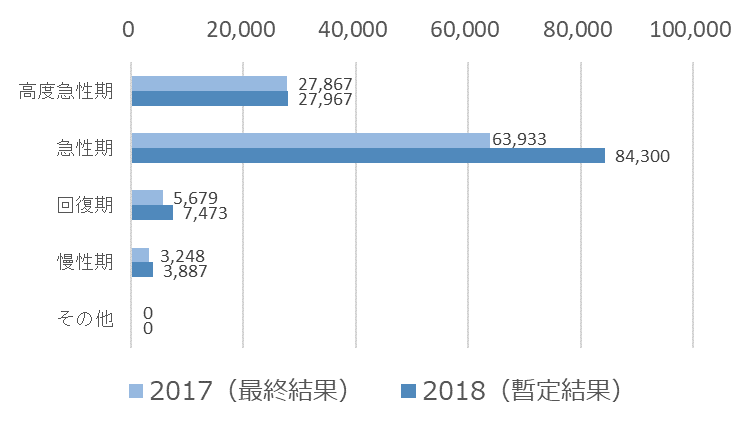 0 20,000 40,000 60,000 80,000 100,000
高度急性期
27,867
27,967
急性期
63,933
84,300
回復期
5,679
7,473
慢性期
3,248
3,887
その他
0
0
2017（最終結果） 2018（暫定結果）